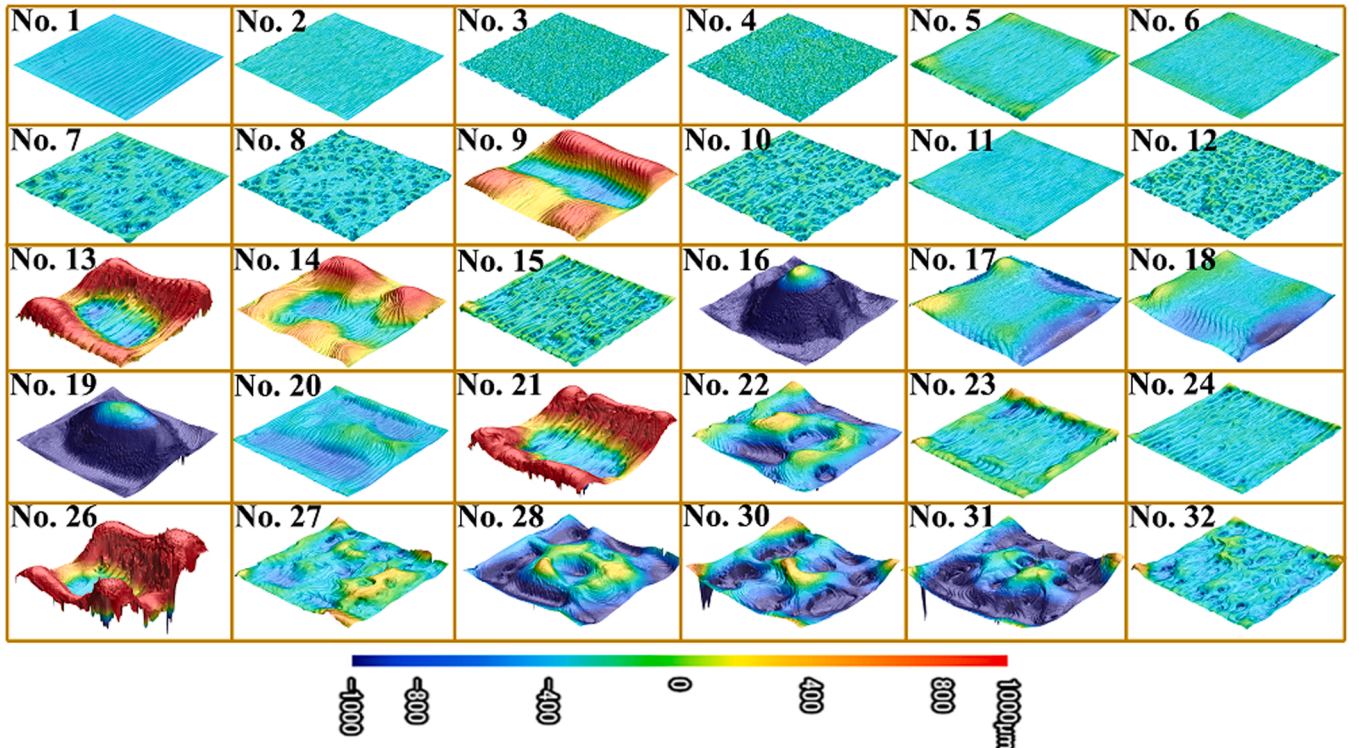 No. 1 No. 2 No. 3 No. 4 No. 5 No. 6
No. 7 No. 8 No. 9 No. 10 No. 11 No. 12
No. 13 No. 14 No. 15 No. 16 No. 17 No. 18
No. 19 No. 20 No. 21 No. 22 No. 23 No. 24
No. 26 No. 27 No. 28 No. 30 No. 31 No. 32
-1000 -800 -400 0 400 800 1000μm